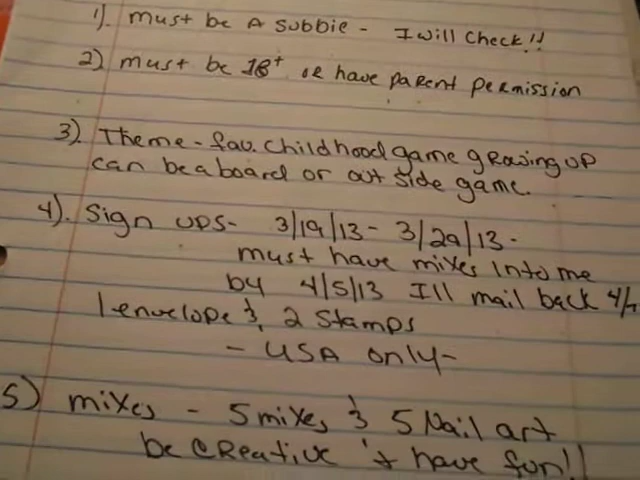 1). must be A subbie - I will check!!
2) must be 18+ or have parent permission
3). Theme - fav. childhood game growing up
can be a board or out side game.
4). Sign ups - 3/19/13 - 3/29/13 -
must have mixes into me
by 4/5/13 I'll mail back
1 envelope & 2 stamps
- USA only -
5) mixes - 5 mixes & 5 Nail art
be creative + have fun!!